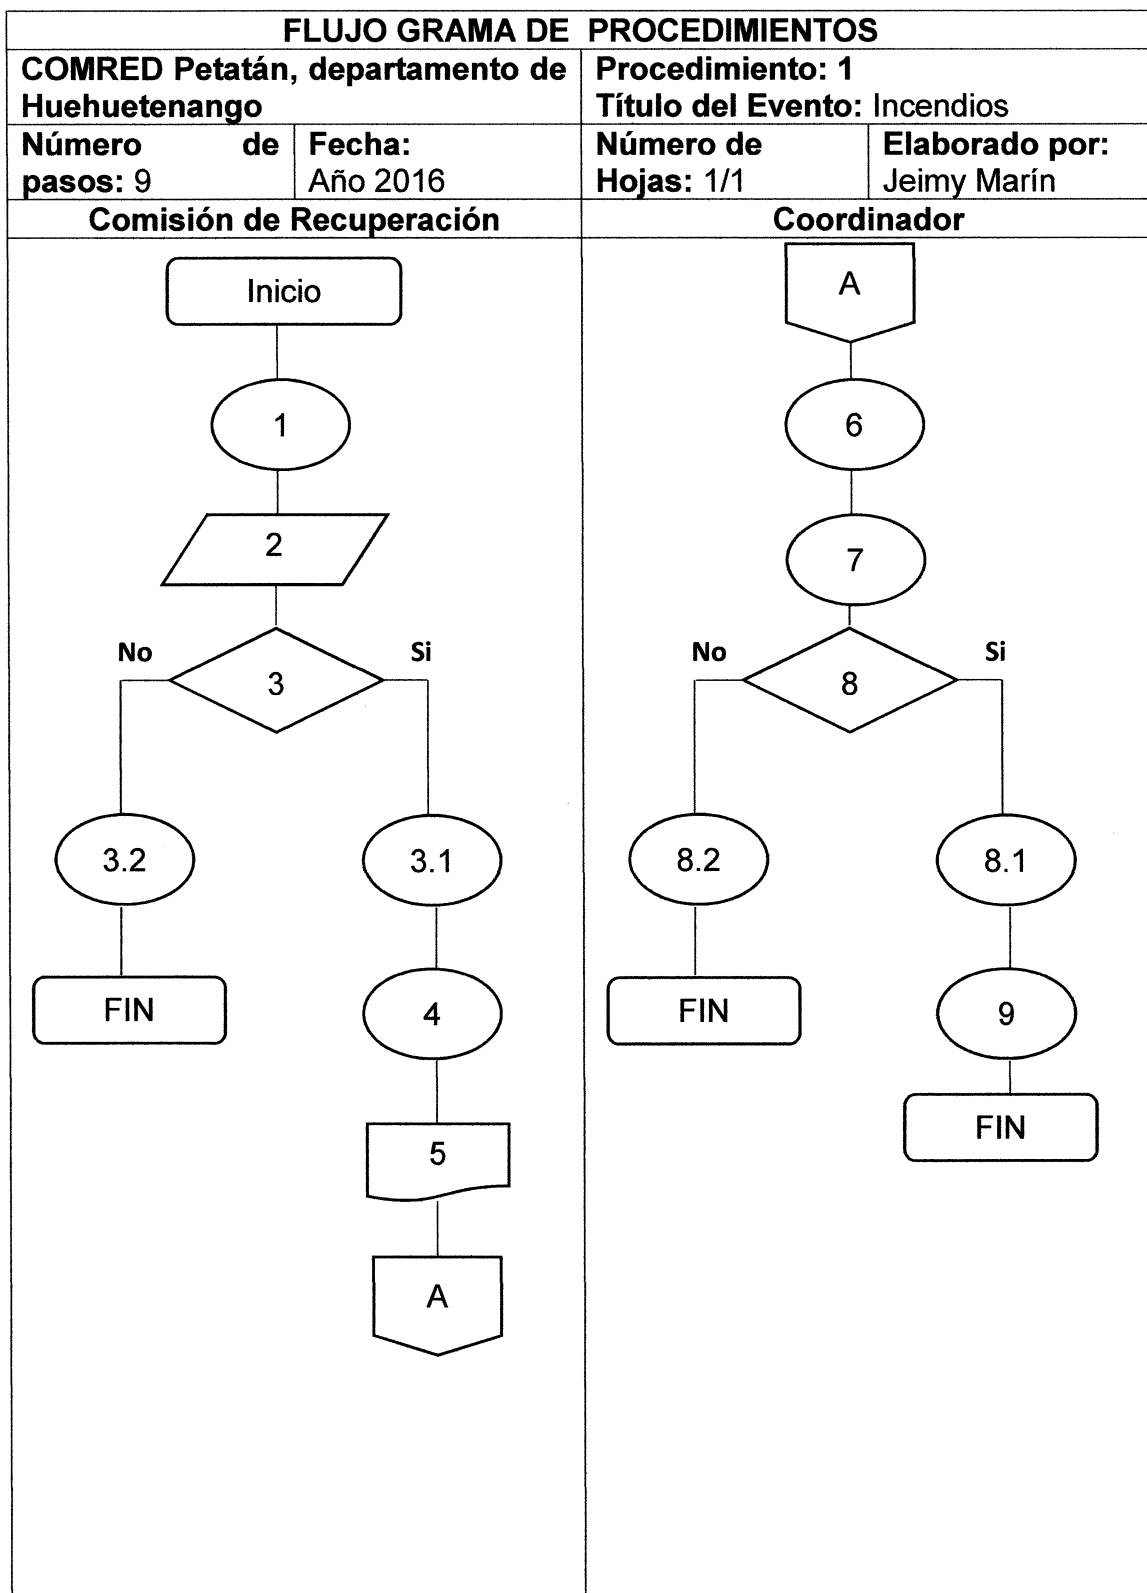 FLUJO GRAMA DE PROCEDIMIENTOS
COMRED Petatán, departamento de
Huehuetenango
Procedimiento: 1
Título del Evento: Incendios
Número de
pasos: 9
Fecha:
Año 2016
Número de
Hojas: 1/1
Elaborado por:
Jeimy Marín
Comisión de Recuperación
Inicio
1
2
No
3
Si
3.2
3.1
FIN
4
5
A
Coordinador
A
6
7
No
8
Si
8.2
8.1
FIN
9
FIN